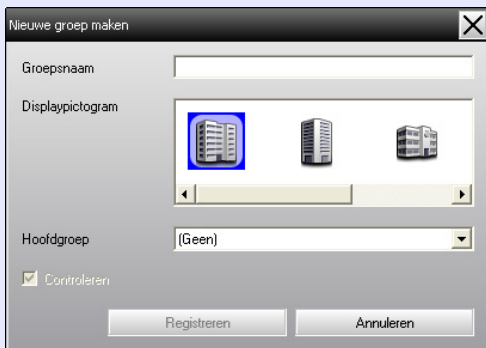 Nieuwe groep maken
Groepsnaam
Displaypictogram
Hoofdgroep
(Geen)
Controleren
Registreren
Annuleren